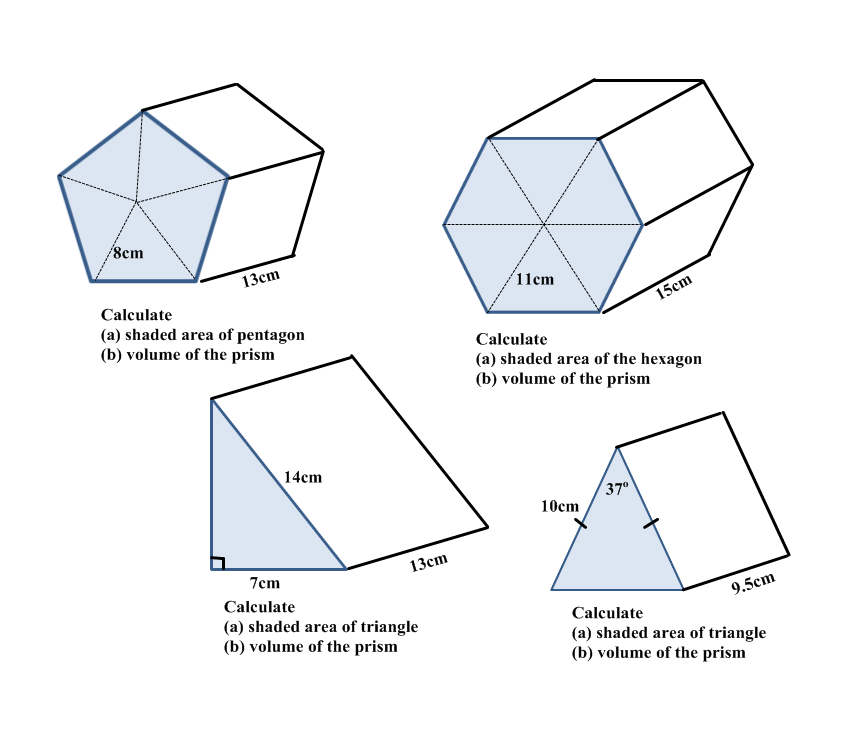 8cm
13cm
Calculate
(a) shaded area of pentagon
(b) volume of the prism
11cm
15cm
Calculate
(a) shaded area of the hexagon
(b) volume of the prism
14cm
7cm
13cm
Calculate
(a) shaded area of triangle
(b) volume of the prism
37º
10cm
9.5cm
Calculate
(a) shaded area of triangle
(b) volume of the prism